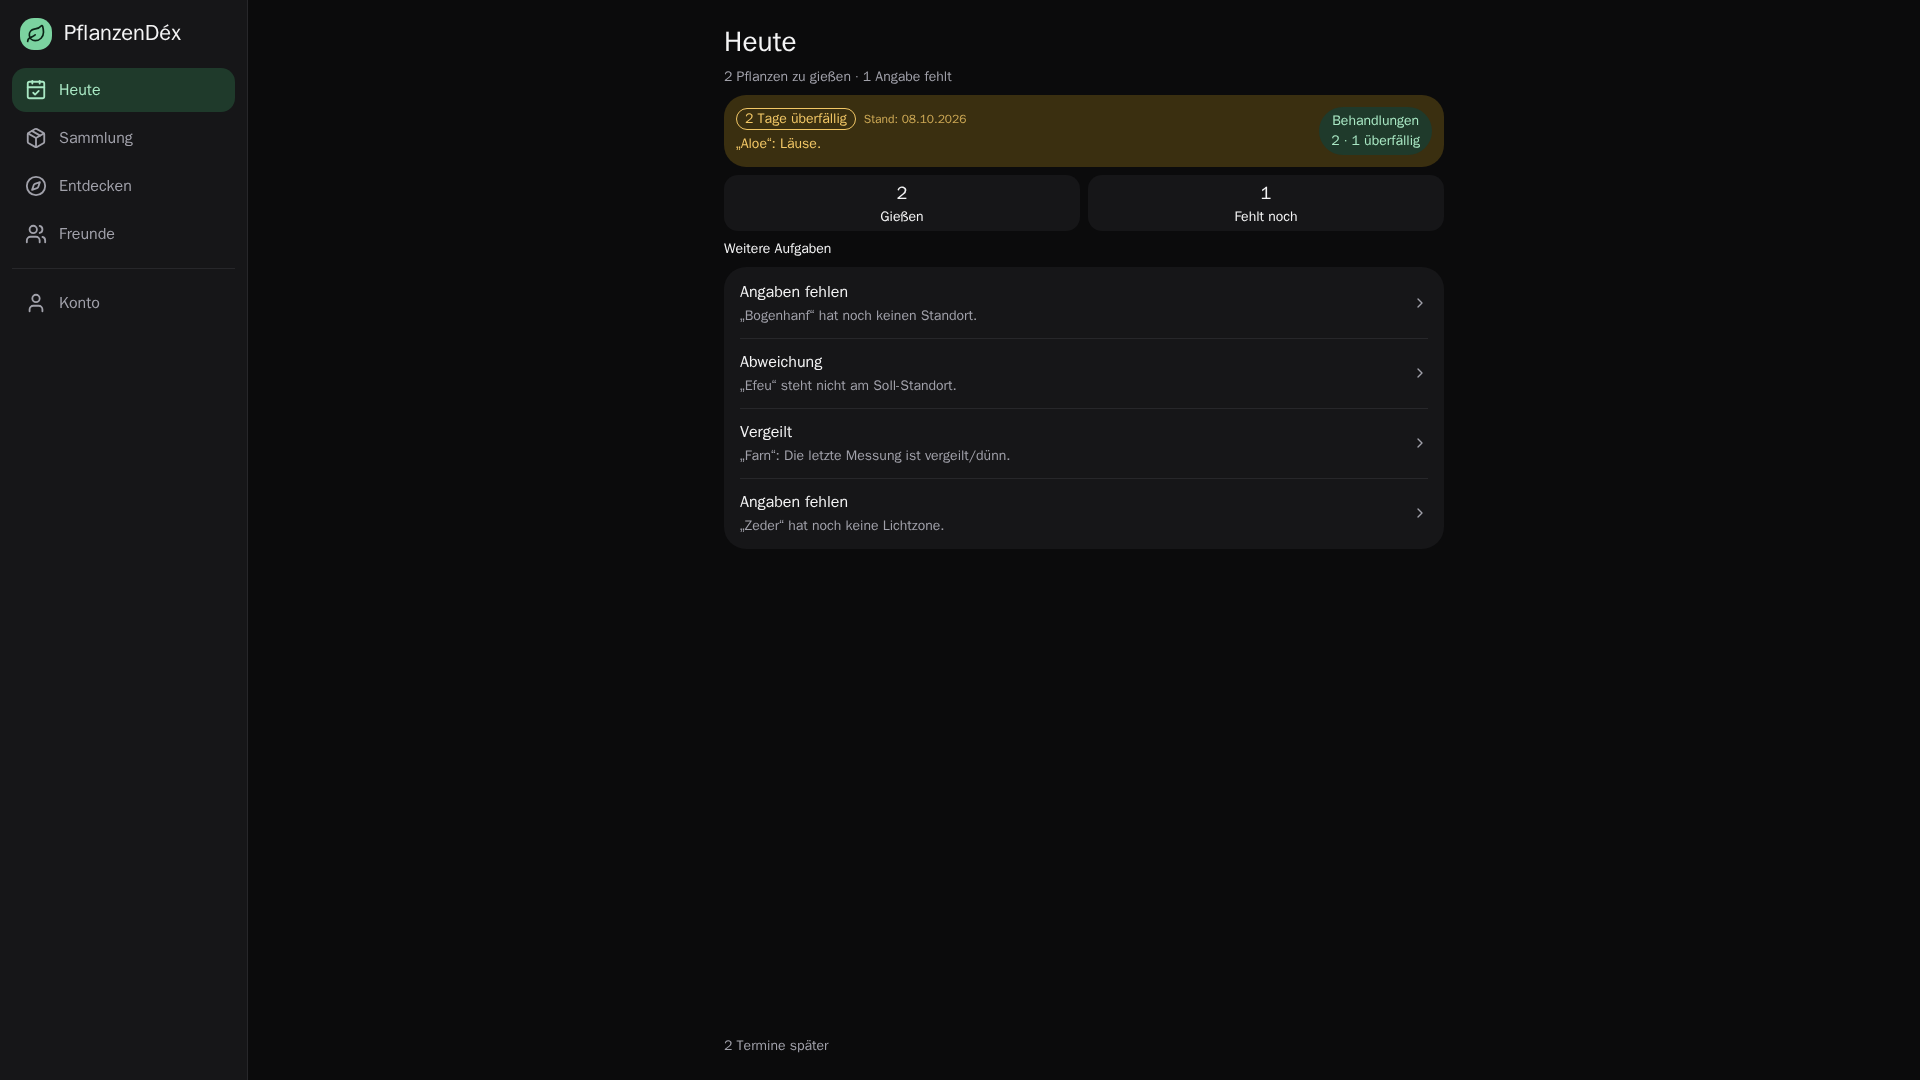 PflanzenDéx
Heute
Sammlung
Entdecken
Freunde
Konto
Heute
2 Pflanzen zu gießen · 1 Angabe fehlt
2 Tage überfällig Stand: 08.10.2026
„Aloe“: Läuse.
Behandlungen
2 · 1 überfällig
2
Gießen
1
Fehlt noch
Weitere Aufgaben
Angaben fehlen
„Bogenhanf“ hat noch keinen Standort.
Abweichung
„Efeu“ steht nicht am Soll-Standort.
Vergeilt
„Farn“: Die letzte Messung ist vergeilt/dünn.
Angaben fehlen
„Zeder“ hat noch keine Lichtzone.
2 Termine später